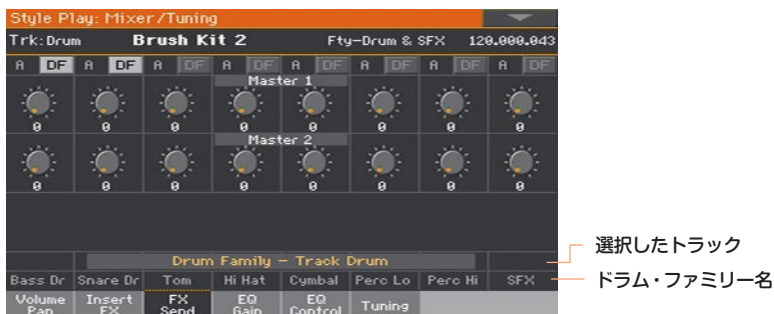 Style Play: Mixer/Tuning
Trk:Drum Brush Kit 2 Fty-Drum & SFX 120.000.043
A DF A DF A DF A DF A DF A DF A DF A DF
Master 1
0 0 0 0 0 0 0 0
Master 2
0 0 0 0 0 0 0 0
選択したトラック
Drum Family - Track Drum
Bass Dr Snare Dr Tom Hi Hat Cymbal Perc Lo Perc Hi SFX
ドラム・ファミリー名
Volume Pan Insert FX FX Send EQ Gain EQ Control Tuning